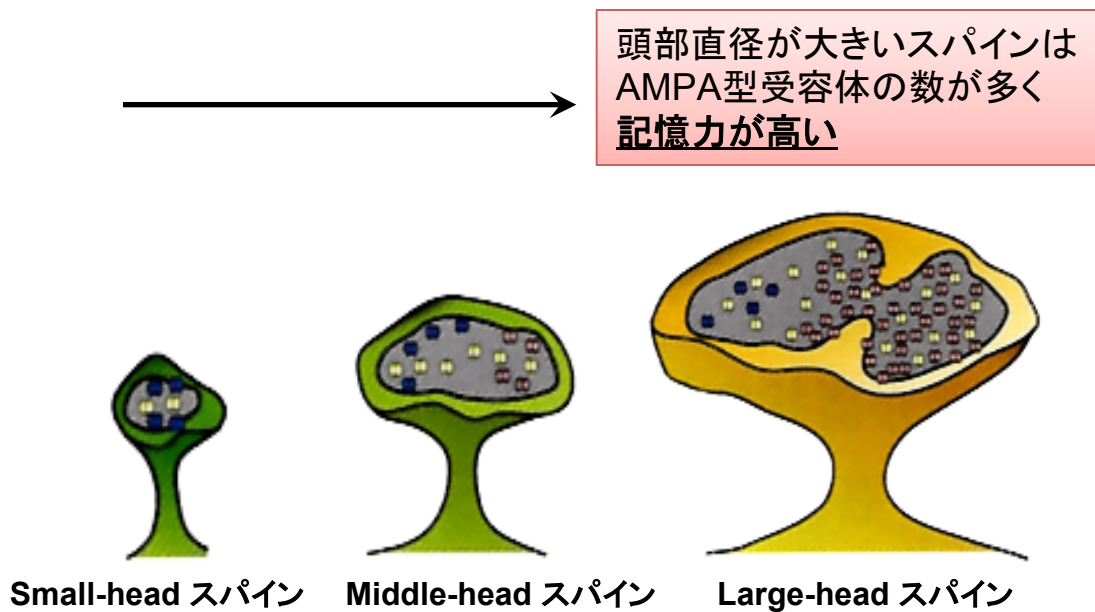 頭部直径が大きいスパインは
AMPA型受容体の数が多く
記憶力が高い
Small-head スパイン
Middle-head スパイン
Large-head スパイン